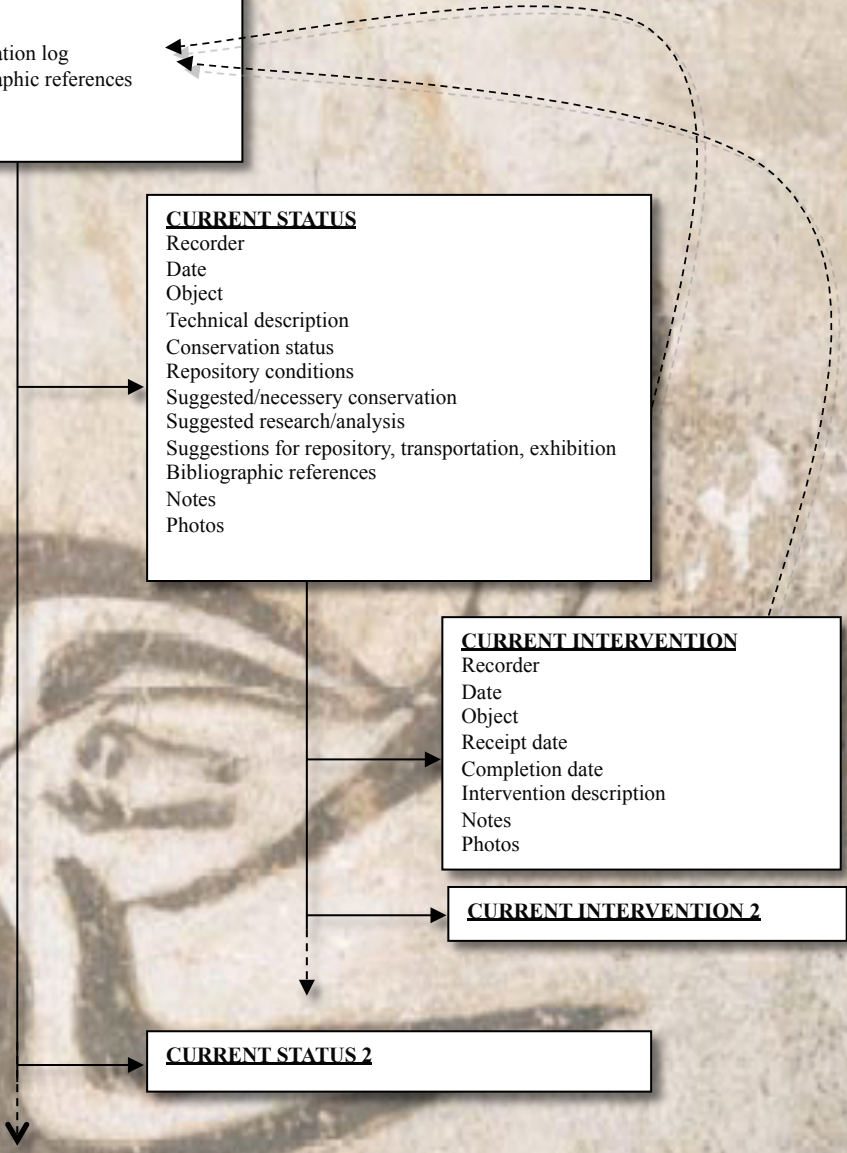 log
references
CURRENT STATUS
Recorder
Date
Object
Technical description
Conservation status
Repository conditions
Suggested/necessery conservation
Suggested research/analysis
Suggestions for repository, transportation, exhibition
Bibliographic references
Notes
Photos
CURRENT INTERVENTION
Recorder
Date
Object
Receipt date
Completion date
Intervention description
Notes
Photos
CURRENT INTERVENTION 2
CURRENT STATUS 2